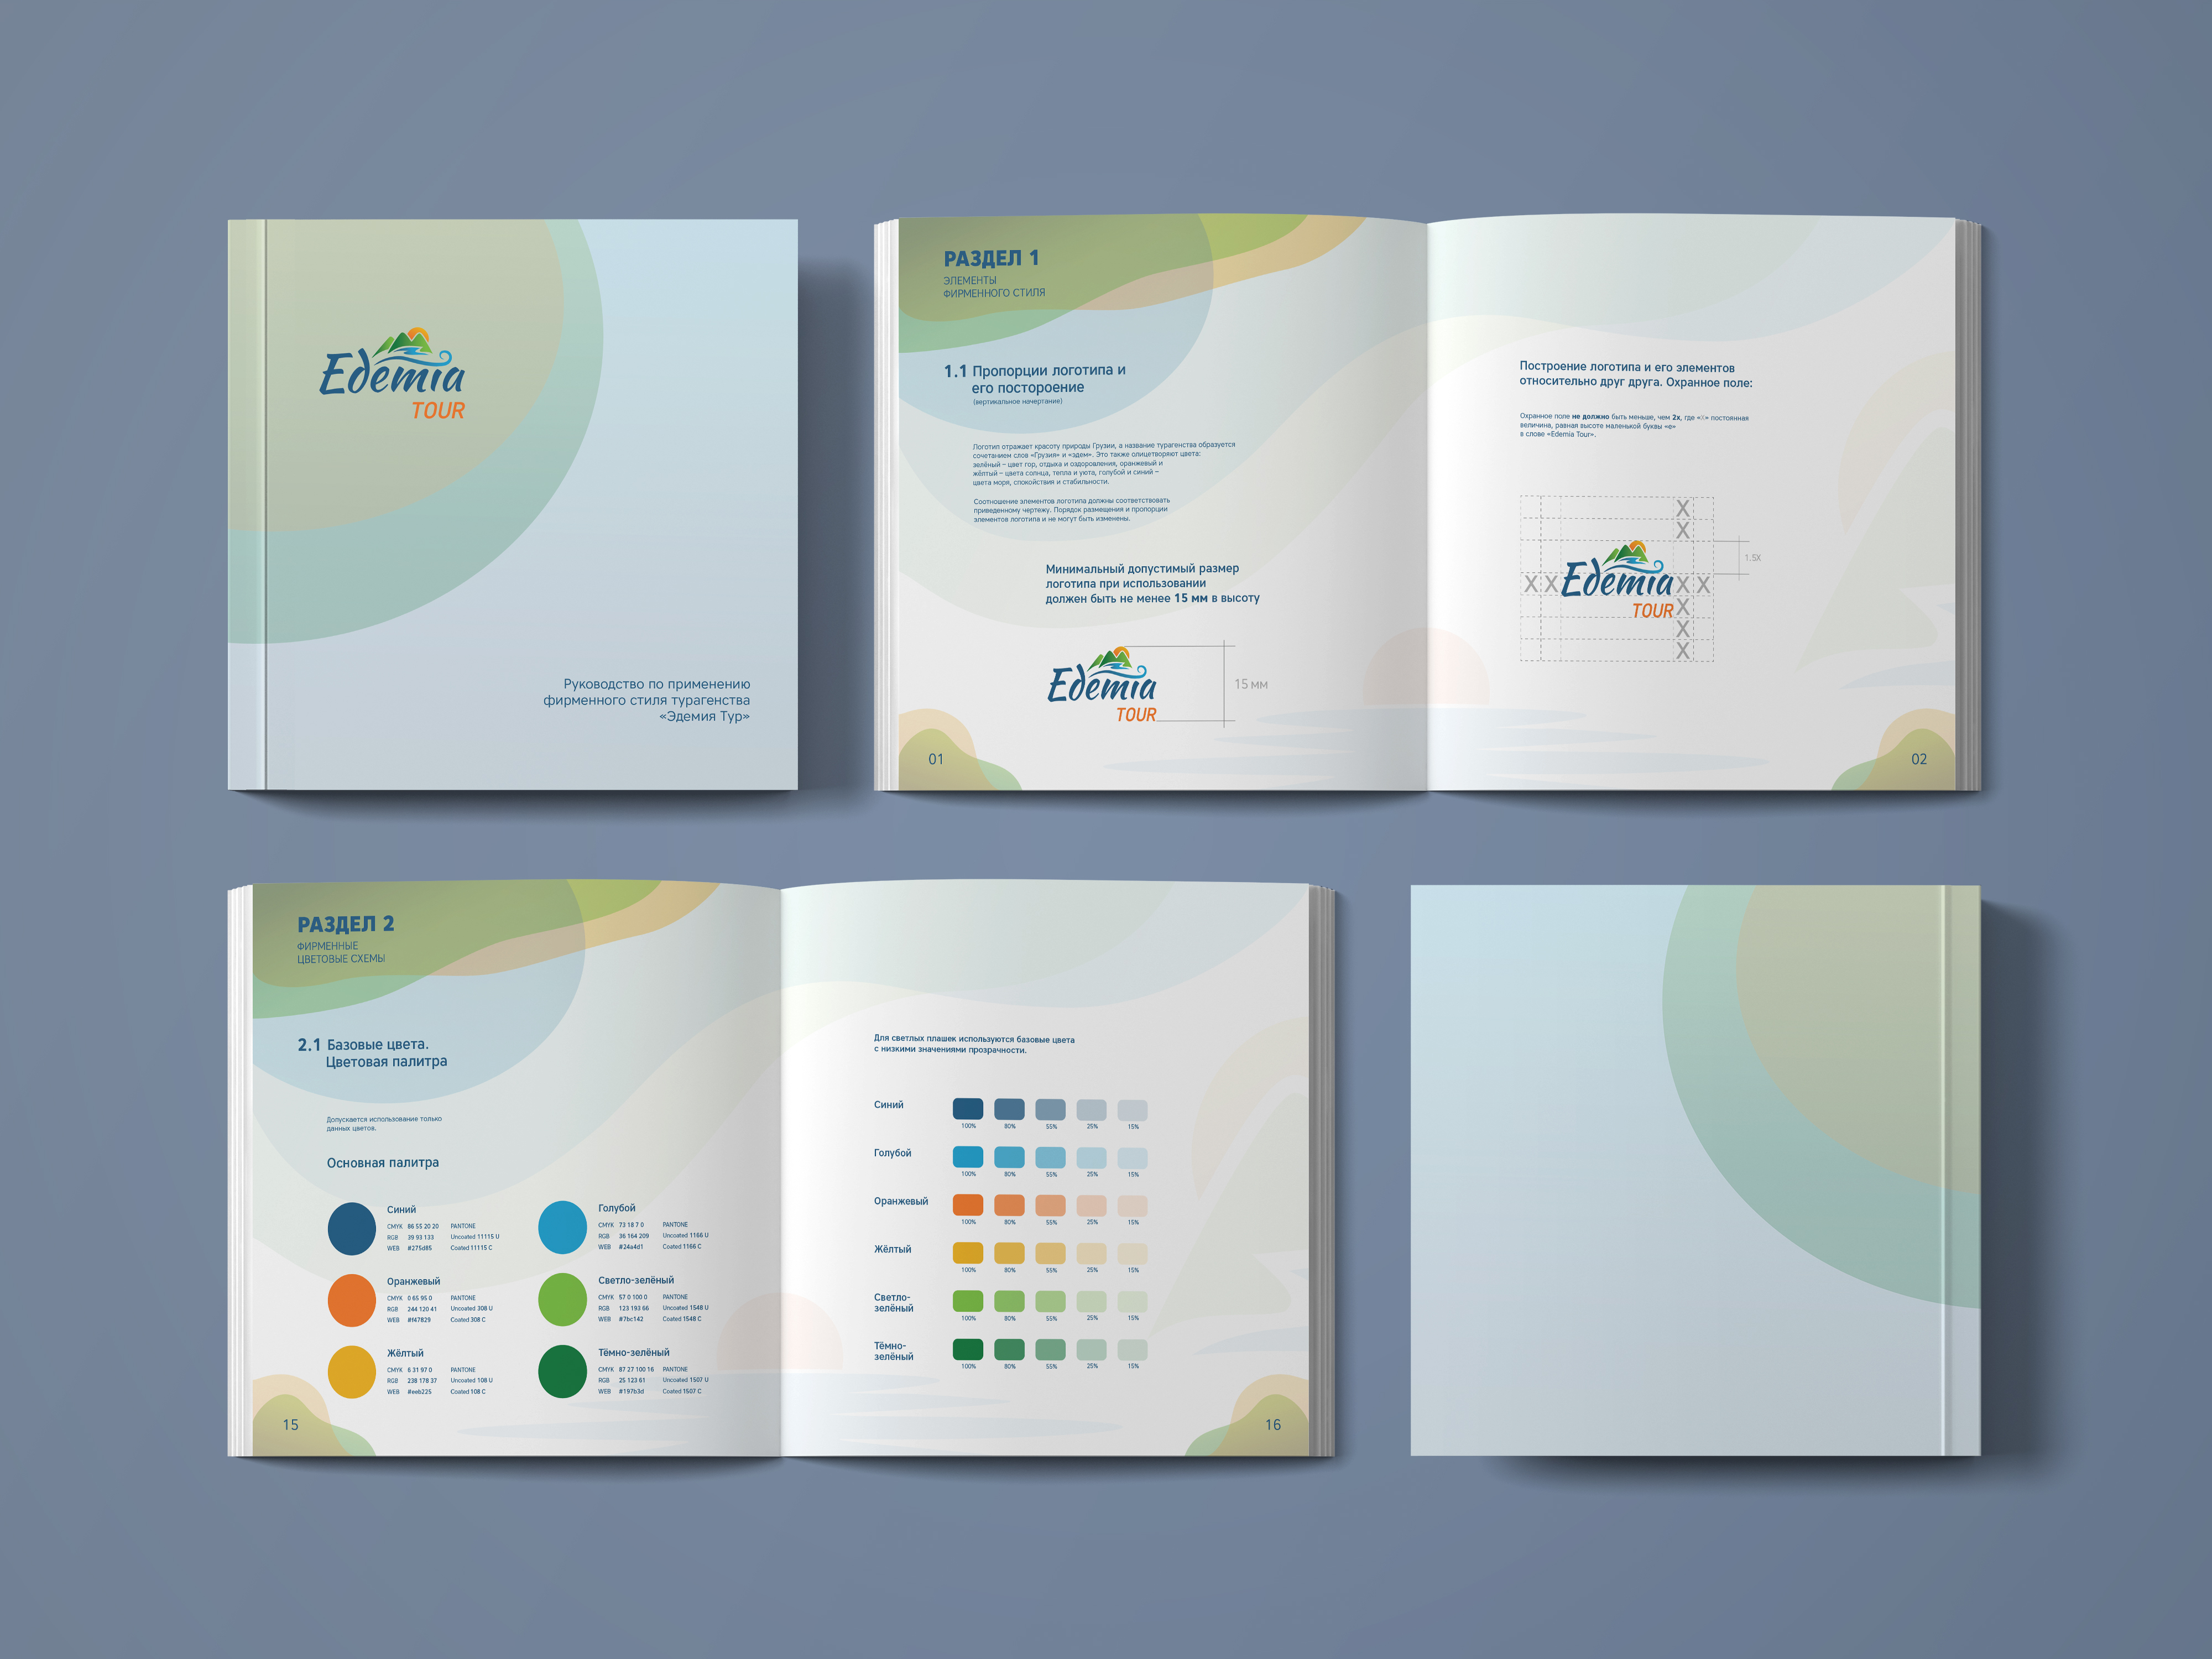 Edemia
TOUR
Руководство по применению
фирменного стиля турагенства
«Эдемия Тур»
РАЗДЕЛ 1
ЭЛЕМЕНТЫ
ФИРМЕННОГО СТИЛЯ
1.1 Пропорции логотипа и
его постороение
(вертикальное начертание)
Логотип отражает красоту природы Грузии, а название турагенства образуется
сочетанием слов «Грузия» и «эдем». Это также олицетворяют цвета:
зелёный – цвет гор, отдыха и оздоровления, оранжевый и
жёлтый – цвета солнца, тепла и уюта, голубой и синий –
цвета моря, спокойствия и стабильности.
Соотношение элементов логотипа должны соответствовать
приведенному чертежу. Порядок размещения и пропорции
элементов логотипа и не могут быть изменены.
Минимальный допустимый размер
логотипа при использовании
должен быть не менее 15 мм в высоту
Edemia
TOUR
15 мм
01
Построение логотипа и его элементов
относительно друг друга. Охранное поле:
Охранное поле не должно быть меньше, чем 2х, где «X» постоянная
величина, равная высоте маленькой буквы «е»
в слове «Edemia Tour».
X
X
1.5X
X X Edemia X X
TOUR X
X
X
02
РАЗДЕЛ 2
ФИРМЕННЫЕ
ЦВЕТОВЫЕ СХЕМЫ
2.1 Базовые цвета.
Цветовая палитра
Допускается использование только
данных цветов.
Основная палитра
Синий
CMYK 86 55 20 20 PANTONE
RGB 39 93 133 Uncoated 11115 U
WEB #275d85 Coated 11115 C
Голубой
CMYK 73 18 7 0 PANTONE
RGB 36 164 209 Uncoated 1166 U
WEB #24a4d1 Coated 1166 C
Оранжевый
CMYK 0 65 95 0 PANTONE
RGB 244 120 41 Uncoated 308 U
WEB #f47829 Coated 308 C
Светло-зелёный
CMYK 57 0 100 0 PANTONE
RGB 123 193 66 Uncoated 1548 U
WEB #7bc142 Coated 1548 C
Жёлтый
CMYK 6 31 97 0 PANTONE
RGB 238 178 37 Uncoated 108 U
WEB #eeb225 Coated 108 C
Тёмно-зелёный
CMYK 87 27 100 16 PANTONE
RGB 25 123 61 Uncoated 1507 U
WEB #197b3d Coated 1507 C
15
Для светлых плашек используются базовые цвета
с низкими значениями прозрачности.
Синий
100% 80% 55% 25% 15%
Голубой
100% 80% 55% 25% 15%
Оранжевый
100% 80% 55% 25% 15%
Жёлтый
100% 80% 55% 25% 15%
Светло-
зелёный
100% 80% 55% 25% 15%
Тёмно-
зелёный
100% 80% 55% 25% 15%
16